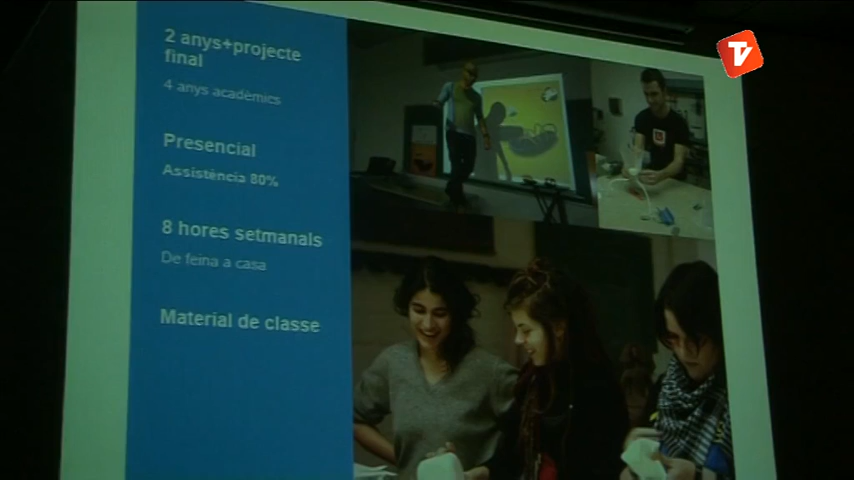 TV
2 anys+projecte
final
4 anys acadèmics
Presencial
Assistència 80%
8 hores setmanals
De feina a casa
Material de classe